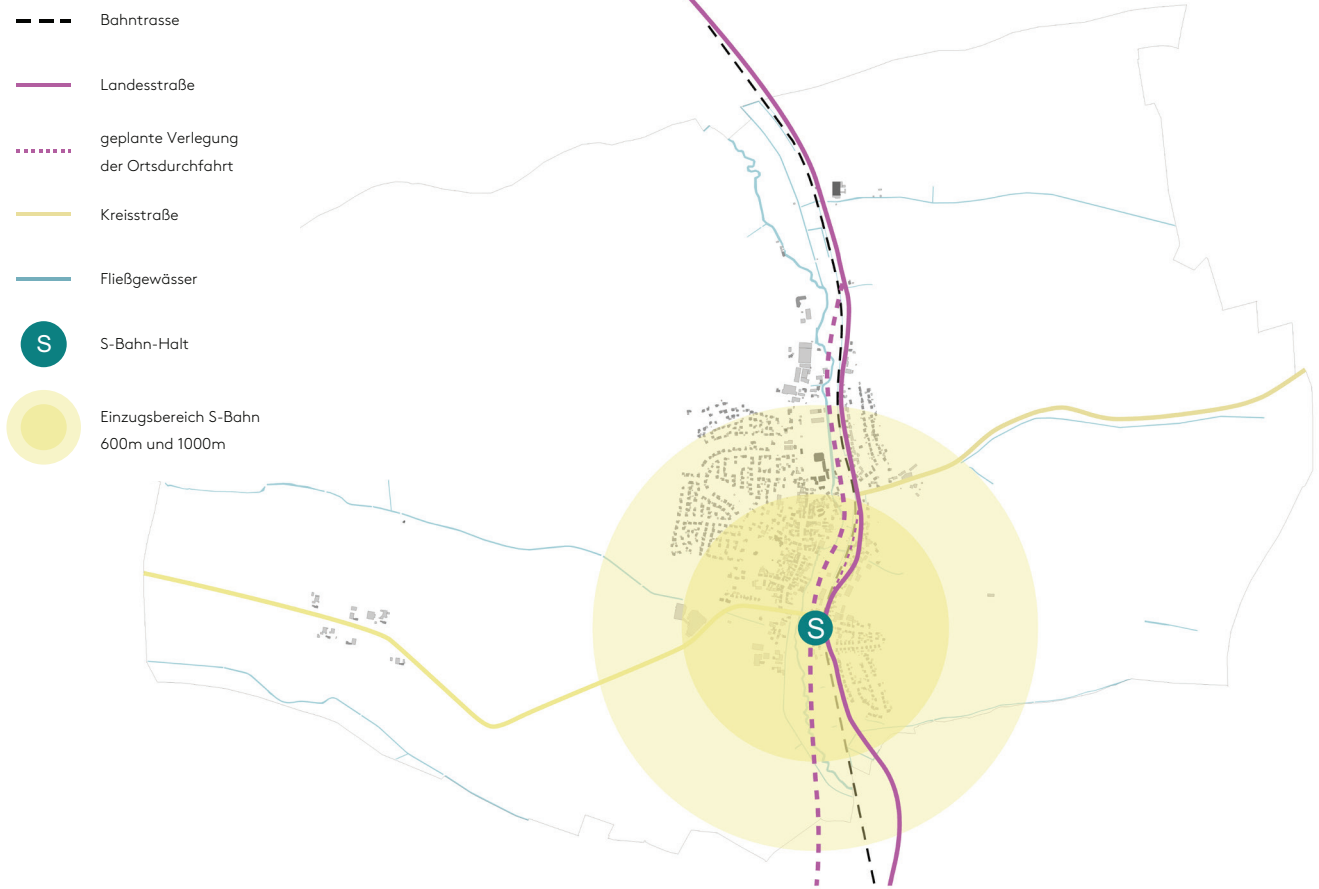 Bahntrasse
Landesstraße
geplante Verlegung
der Ortsdurchfahrt
Kreisstraße
Fließgewässer
S
S-Bahn-Halt
Einzugsbereich S-Bahn
600m und 1000m
S